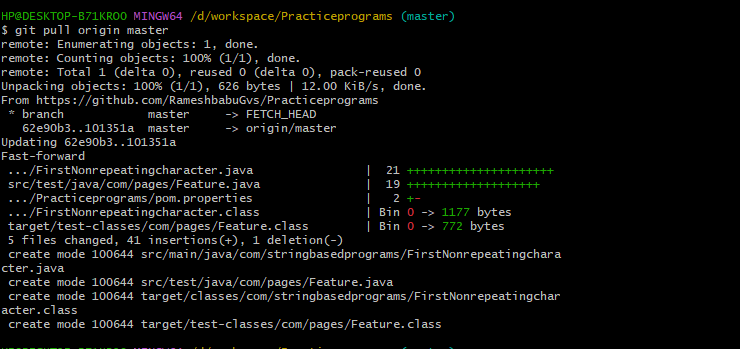 HP@DESKTOP-B71KROO MINGW64 /d/workspace/Practiceprograms (master)
$ git pull origin master
remote: Enumerating objects: 1, done.
remote: Counting objects: 100% (1/1), done.
remote: Total 1 (delta 0), reused 0 (delta 0), pack-reused 0
Unpacking objects: 100% (1/1), 626 bytes | 12.00 KiB/s, done.
From https://github.com/RameshbabuGvs/Practiceprograms
 * branch            master     -> FETCH_HEAD
   62e90b3..101351a  master     -> origin/master
Updating 62e90b3..101351a
Fast-forward
 .../FirstNonrepeatingcharacter.java                |  21 +++++++++++++++++++++
 src/test/java/com/pages/Feature.java               |  19 +++++++++++++++++++
 .../Practiceprograms/pom.properties                |   2 +-
 .../FirstNonrepeatingcharacter.class               | Bin 0 -> 1177 bytes
 target/test-classes/com/pages/Feature.class        | Bin 0 -> 772 bytes
 5 files changed, 41 insertions(+), 1 deletion(-)
 create mode 100644 src/main/java/com/stringbasedprograms/FirstNonrepeatingchara
cter.java
 create mode 100644 src/test/java/com/pages/Feature.java
 create mode 100644 target/classes/com/stringbasedprograms/FirstNonrepeatingchar
acter.class
 create mode 100644 target/test-classes/com/pages/Feature.class
HP@DESKTOP-B71KROO MINGW64 /d/workspace/Practiceprograms (master)